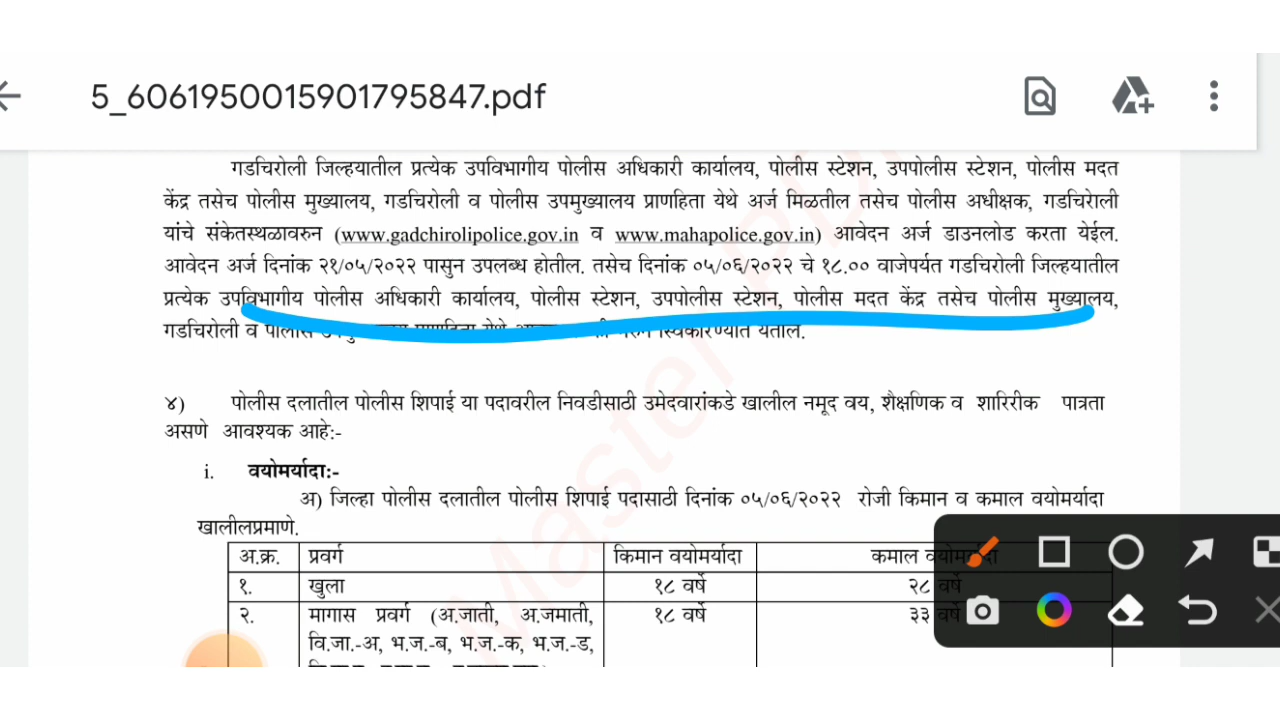 5_6061950015901795847.pdf
गडचिरोली जिल्हयातील प्रत्येक उपविभागीय पोलीस अधिकारी कार्यालय, पोलीस स्टेशन, उपपोलीस स्टेशन, पोलीस मदत
केंद्र तसेच पोलीस मुख्यालय, गडचिरोली व पोलीस उपमुख्यालय प्राणहिता येथे अर्ज मिळतील तसेच पोलीस अधीक्षक, गडचिरोली
यांचे संकेतस्थळावरुन (www.gadchirolipolice.gov.in व www.mahapolice.gov.in) आवेदन अर्ज डाउनलोड करता येईल.
आवेदन अर्ज दिनांक २१/०५/२०२२ पासुन उपलब्ध होतील. तसेच दिनांक ०५/०६/२०२२ चे १८.०० वाजेपर्यत गडचिरोली जिल्हयातील
प्रत्येक उपविभागीय पोलीस अधिकारी कार्यालय, पोलीस स्टेशन, उपपोलीस स्टेशन, पोलीस मदत केंद्र तसेच पोलीस मुख्यालय,
गडचिरोली व पोलीस येथे स्विकारण्यात येतील.
४) पोलीस दलातील पोलीस शिपाई या पदावरील निवडीसाठी उमेदवारांकडे खालील नमूद वय, शैक्षणिक व शारिरीक पात्रता
असणे आवश्यक आहे:-
i. वयोमर्यादा:-
अ) जिल्हा पोलीस दलातील पोलीस शिपाई पदासाठी दिनांक ०५/०६/२०२२ रोजी किमान व कमाल वयोमर्यादा
खालीलप्रमाणे.
अ.क्र. प्रवर्ग किमान वयोमर्यादा कमाल वयोमर्यादा
१. खुला १८ वर्षे २८ वर्षे
२. मागास प्रवर्ग (अ.जाती, अ.जमाती, १८ वर्षे ३३ वर्षे
वि.जा.-अ, भ.ज.-ब, भ.ज.-क, भ.ज.-ड,
Master